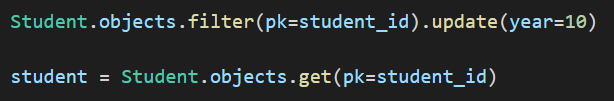 Student.objects.filter(pk=student_id).update(year=10)
student = Student.objects.get(pk=student_id)